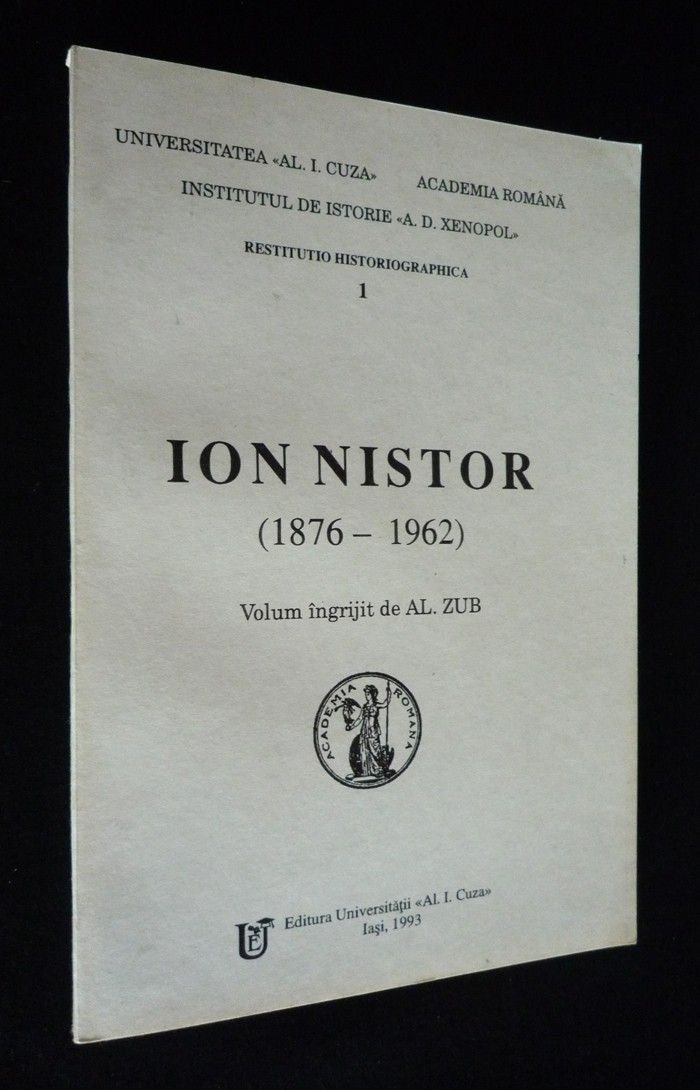 UNIVERSITATEA «AL. I. CUZA» ACADEMIA ROMÂNĂ
INSTITUTUL DE ISTORIE «A. D. XENOPOL»
RESTITUTIO HISTORIOGRAPHICA
1
ION NISTOR
(1876 – 1962)
Volum îngrijit de AL. ZUB
ACADEMIA ROMANA
UE
Editura Universităţii «Al. I. Cuza»
Iaşi, 1993